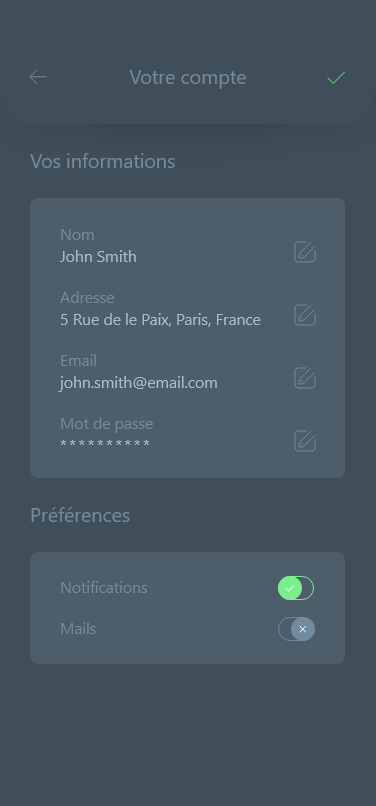 Votre compte
Vos informations
Nom
John Smith
Adresse
5 Rue de le Paix, Paris, France
Email
john.smith@email.com
Mot de passe
* * * * * * * * * *
Préférences
Notifications
Mails